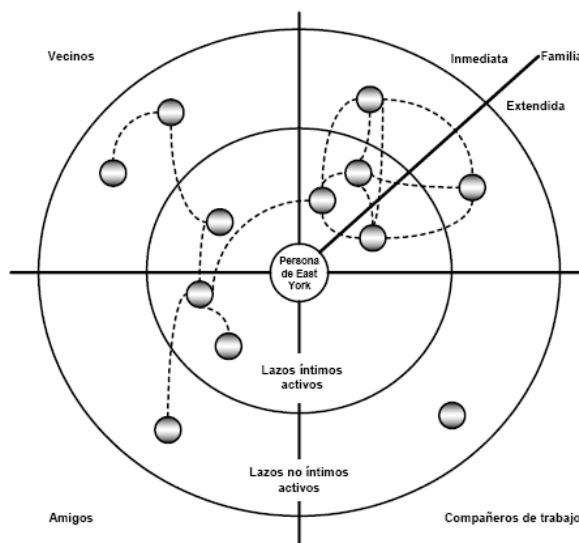 Vecinos
Inmediata
Familia
Extendida
Persona
de East
York
Lazos íntimos
activos
Lazos no íntimos
activos
Amigos
Compañeros de trabajo